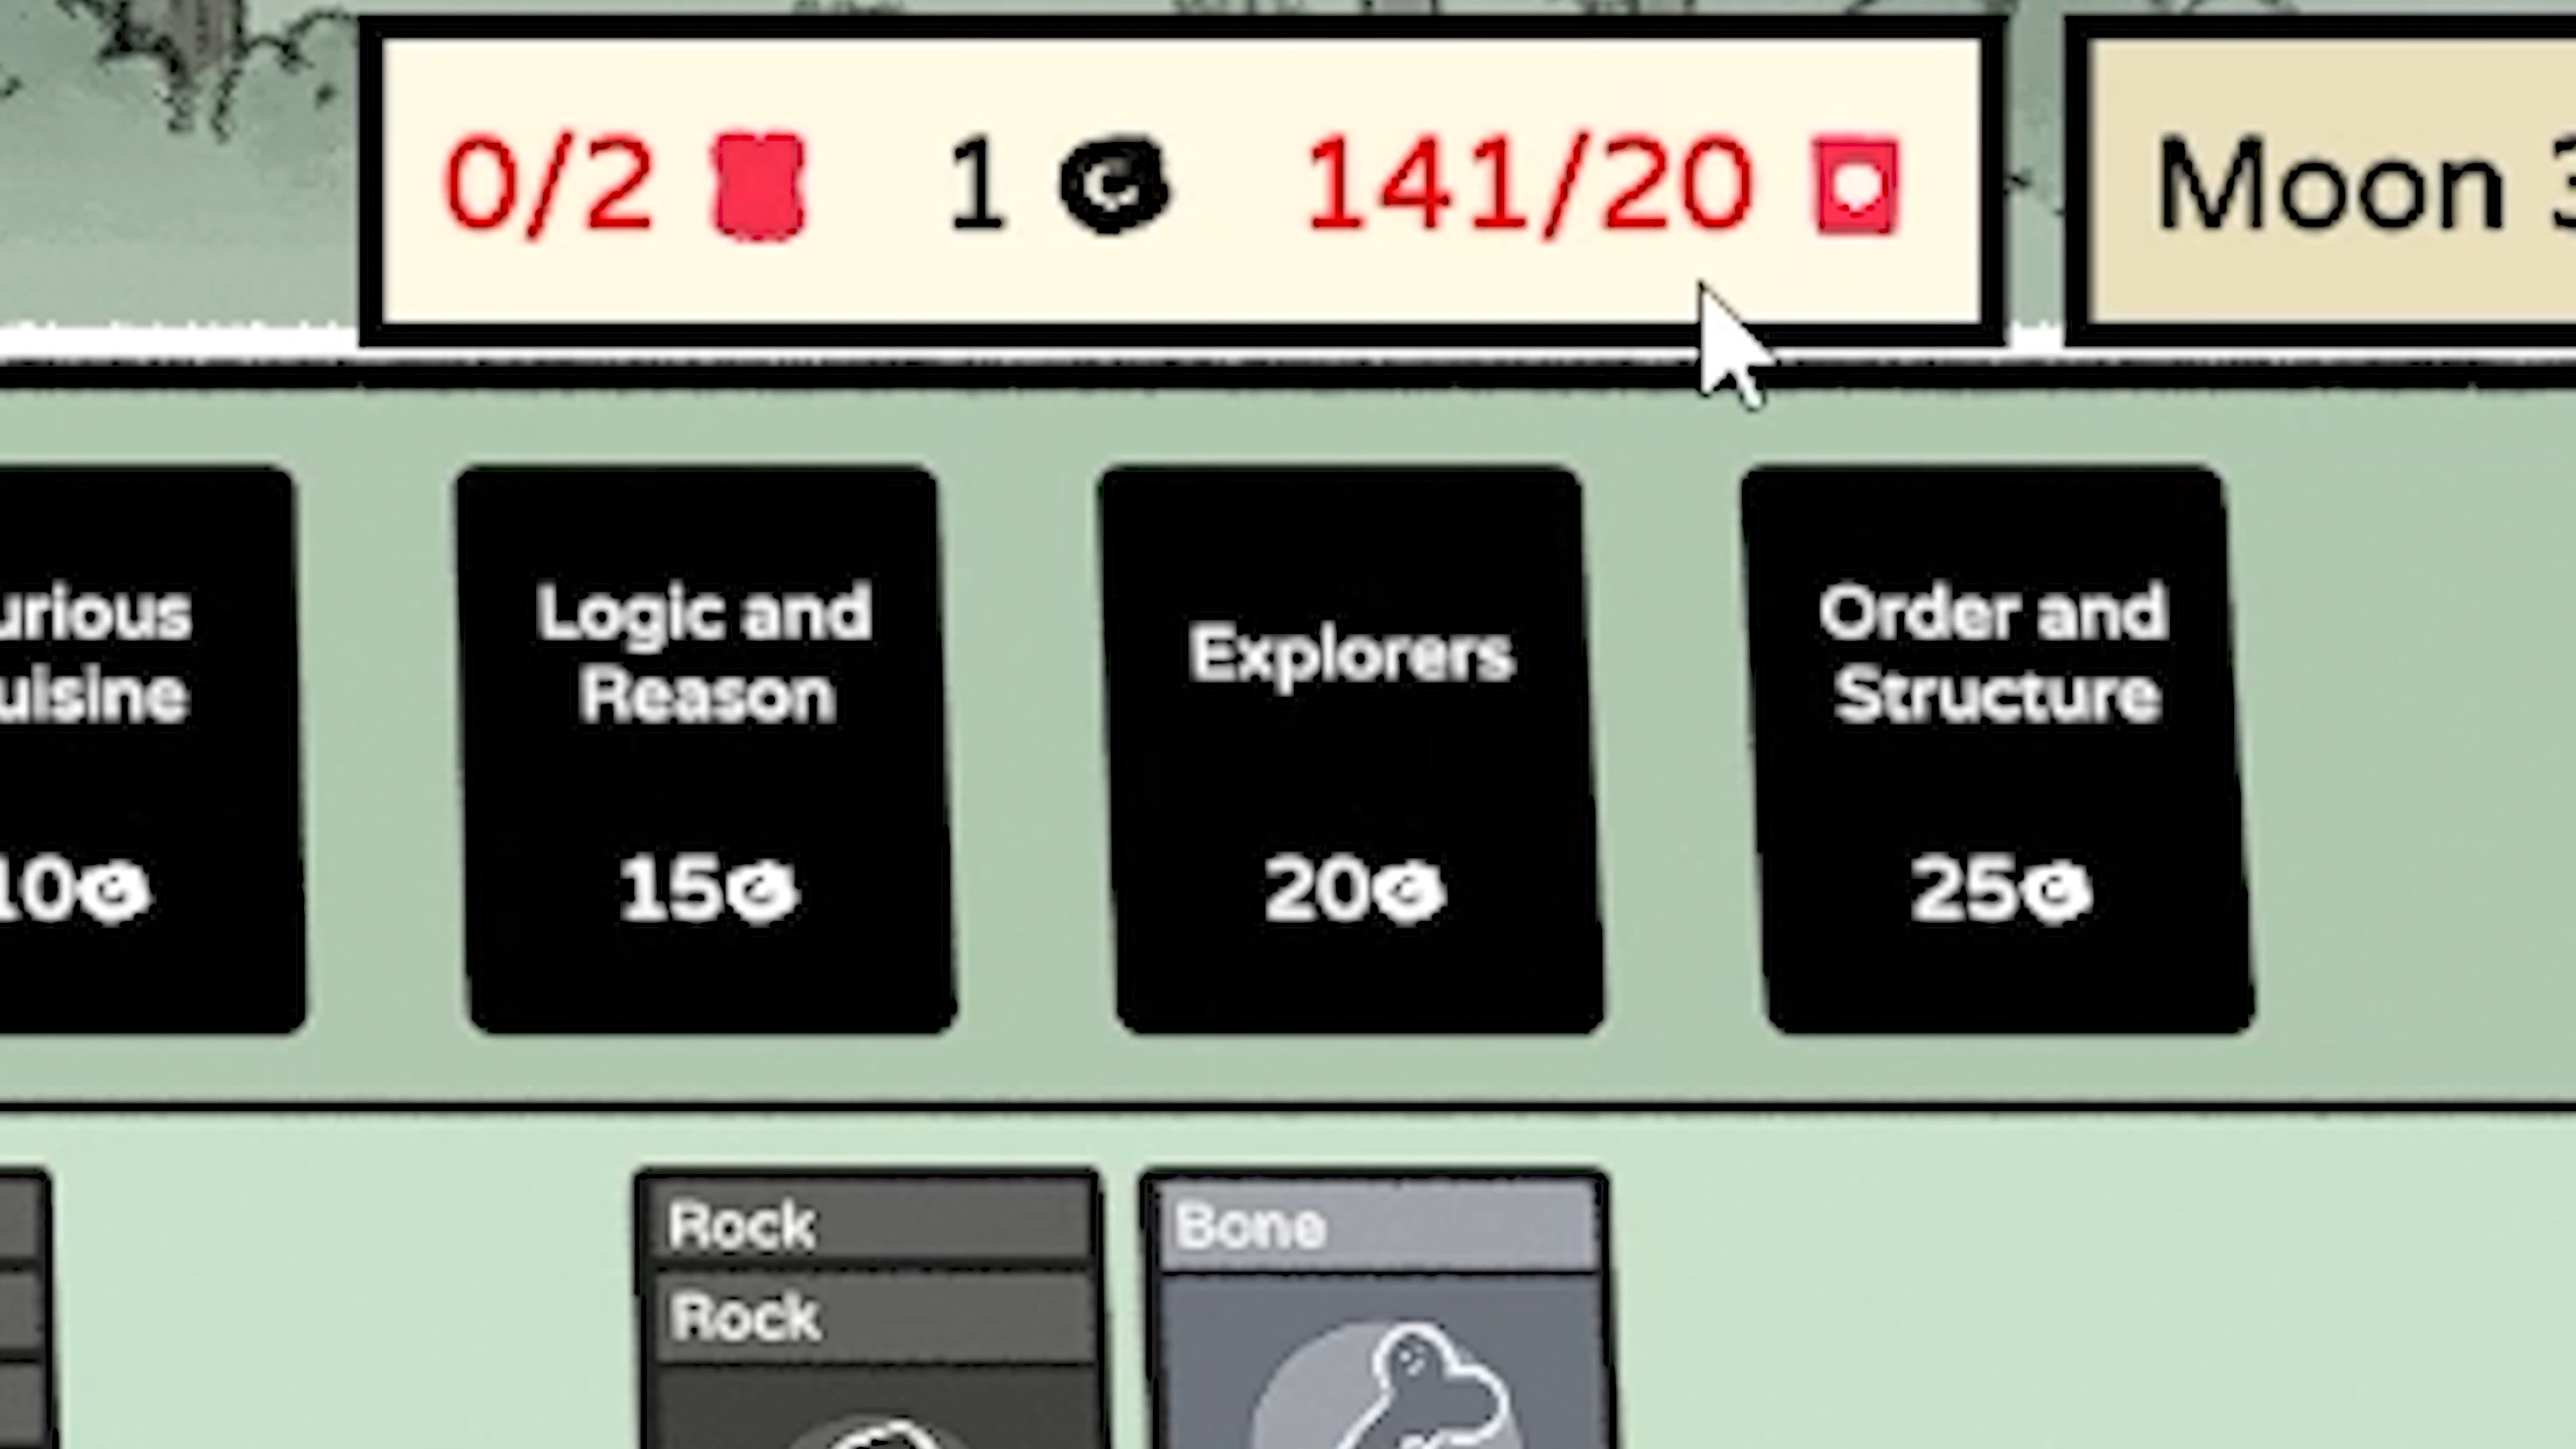 0/2 1 141/20
Moon 3
urious
uisine
10
Logic and
Reason
15
Explorers
20
Order and
Structure
25
Rock
Rock
Bone